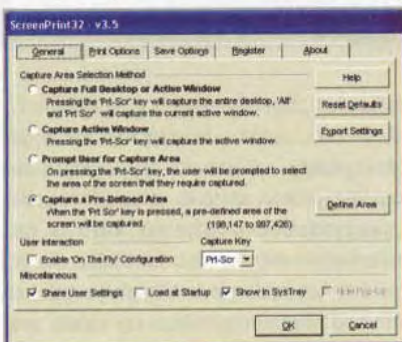 ScreenPrint32 - v3.5
General Print Options Save Options Register About
Capture Area Selection Method
Capture Full Desktop or Active Window
Pressing the 'Prt-Scr' key will capture the entire desktop, 'Alt'
and 'Prt Scr' will capture the current active window.
Capture Active Window
Pressing the 'Prt-Scr' key will capture the active window.
Prompt User for Capture Area
On pressing the 'Prt-Scr' key, the user will be prompted to select
the area of the screen that they require captured.
Capture a Pre-Defined Area
When the 'Prt Scr' key is pressed, a pre-defined area of the
screen will be captured. (198,147 to 987,426)
Help
Reset Defaults
Export Settings
Define Area
User Interaction Capture Key
Enable 'On The Fly' Configuration Prt-Scr
Miscellaneous
Share User Settings Load at Startup Show in SysTray
OK Cancel